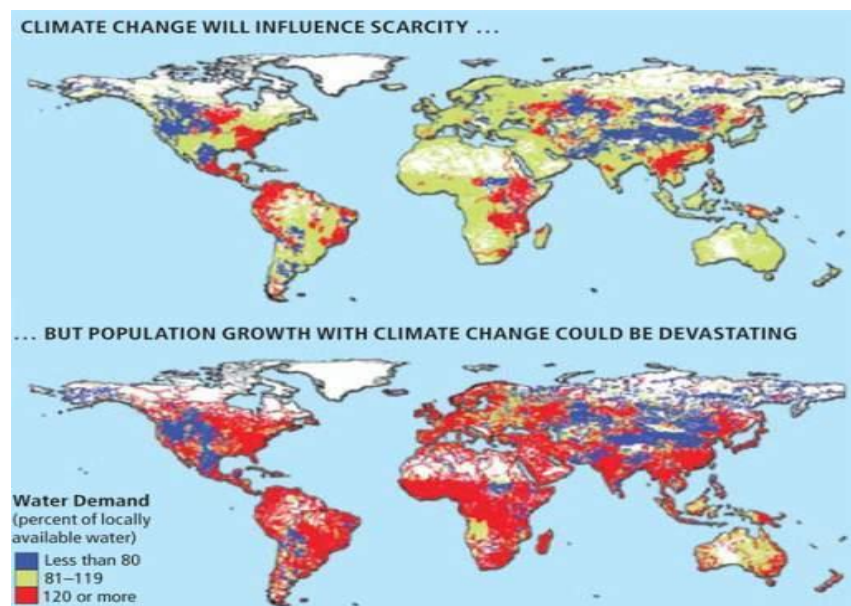 CLIMATE CHANGE WILL INFLUENCE SCARCITY ...
... BUT POPULATION GROWTH WITH CLIMATE CHANGE COULD BE DEVASTATING
Water Demand
(percent of locally
available water)
Less than 80
81–119
120 or more